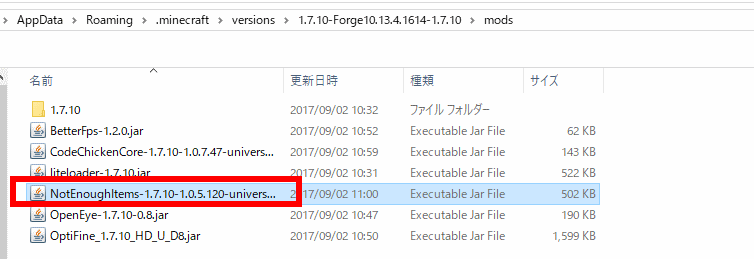 AppData > Roaming > .minecraft > versions > 1.7.10-Forge10.13.4.1614-1.7.10 > mods
名前 更新日時 種類 サイズ
1.7.10 2017/09/02 10:32 ファイル フォルダー
BetterFps-1.2.0.jar 2017/09/02 10:52 Executable Jar File 62 KB
CodeChickenCore-1.7.10-1.0.7.47-univers... 2017/09/02 10:59 Executable Jar File 143 KB
liteloader-1.7.10.jar 2017/09/02 10:31 Executable Jar File 522 KB
NotEnoughItems-1.7.10-1.0.5.120-univers... 2017/09/02 11:00 Executable Jar File 502 KB
OpenEye-1.7.10-0.8.jar 2017/09/02 10:47 Executable Jar File 190 KB
OptiFine_1.7.10_HD_U_D8.jar 2017/09/02 10:50 Executable Jar File 1,599 KB